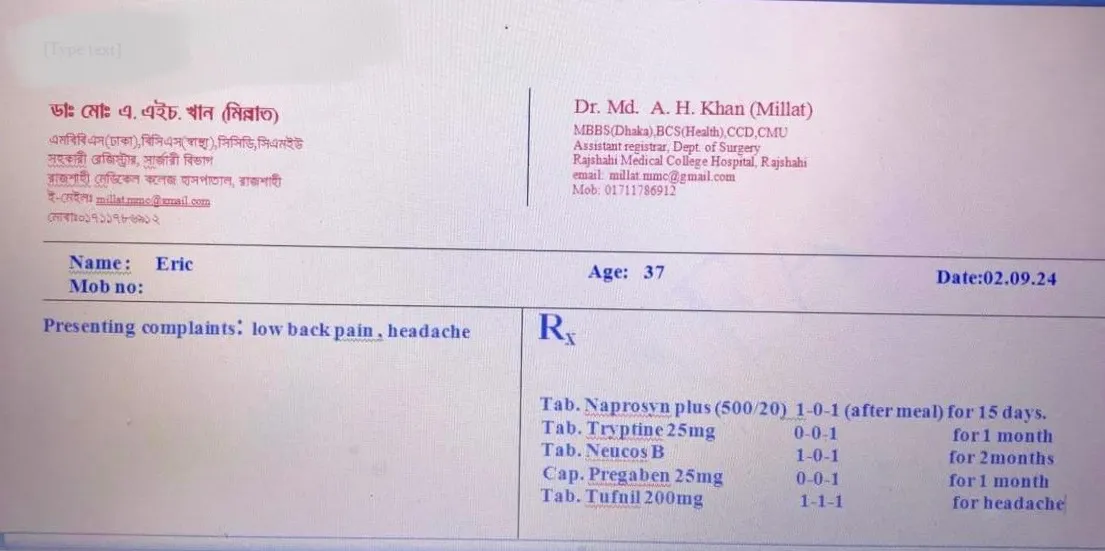 [Type text]
ডাঃ মোঃ এ. এইচ. খান (মিল্লাত)
এমবিবিএস(ঢাকা),বিসিএস(স্বাস্থ্য),সিসিডি,সিএমইউ
সহকারী রেজিস্ট্রার, সার্জারী বিভাগ
রাজশাহী মেডিকেল কলেজ হাসপাতাল, রাজশাহী
ই-মেইলঃ millat.mmc@gmail.com
মোবাঃ০১৭১১৭৮৬৯১২
Dr. Md. A. H. Khan (Millat)
MBBS(Dhaka),BCS(Health),CCD,CMU
Assistant registrar, Dept. of Surgery
Rajshahi Medical College Hospital, Rajshahi
email: millat.mmc@gmail.com
Mob: 01711786912
Name: Eric
Age: 37
Date:02.09.24
Mob no:
Presenting complaints: low back pain , headache
Rx
Tab. Naprosyn plus (500/20) 1-0-1 (after meal) for 15 days.
Tab. Tryptine 25mg 0-0-1 for 1 month
Tab. Neucos B 1-0-1 for 2months
Cap. Pregaben 25mg 0-0-1 for 1 month
Tab. Tufnil 200mg 1-1-1 for headache